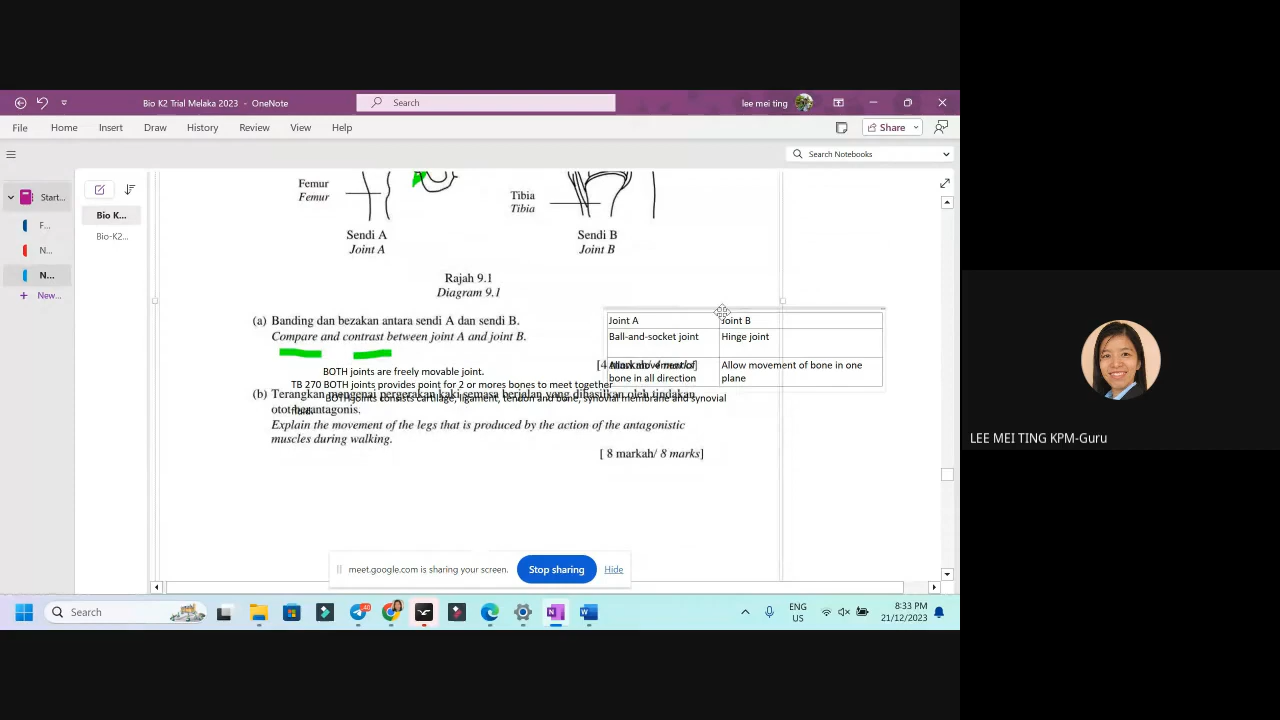 Bio K2 Trial Melaka 2023 - OneNote
Search
lee mei ting
File Home Insert Draw History Review View Help
Share
Search Notebooks
Start...
F...
N...
N...
New...
Bio K...
Bio-K2...
Femur
Femur
Tibia
Tibia
Sendi A
Joint A
Sendi B
Joint B
Rajah 9.1
Diagram 9.1
(a) Banding dan bezakan antara sendi A dan sendi B.
Compare and contrast between joint A and joint B.
[4 markah/ 4 marks]
Joint A Joint B
Ball-and-socket joint Hinge joint
Allow movement of bone in all direction Allow movement of bone in one plane
BOTH joints are freely movable joint.
TB 270 BOTH joints provides point for 2 or mores bones to meet together
BOTH joints consists cartilage, ligament, tendon and bone, synovial membrane and synovial
fluid.
(b) Terangkan mengenai pergerakan kaki semasa berjalan yang dihasilkan oleh tindakan
otot berantagonis.
Explain the movement of the legs that is produced by the action of the antagonistic
muscles during walking.
[ 8 markah/ 8 marks]
meet.google.com is sharing your screen.
Stop sharing
Hide
Search
ENG
US
8:33 PM
21/12/2023
LEE MEI TING KPM-Guru